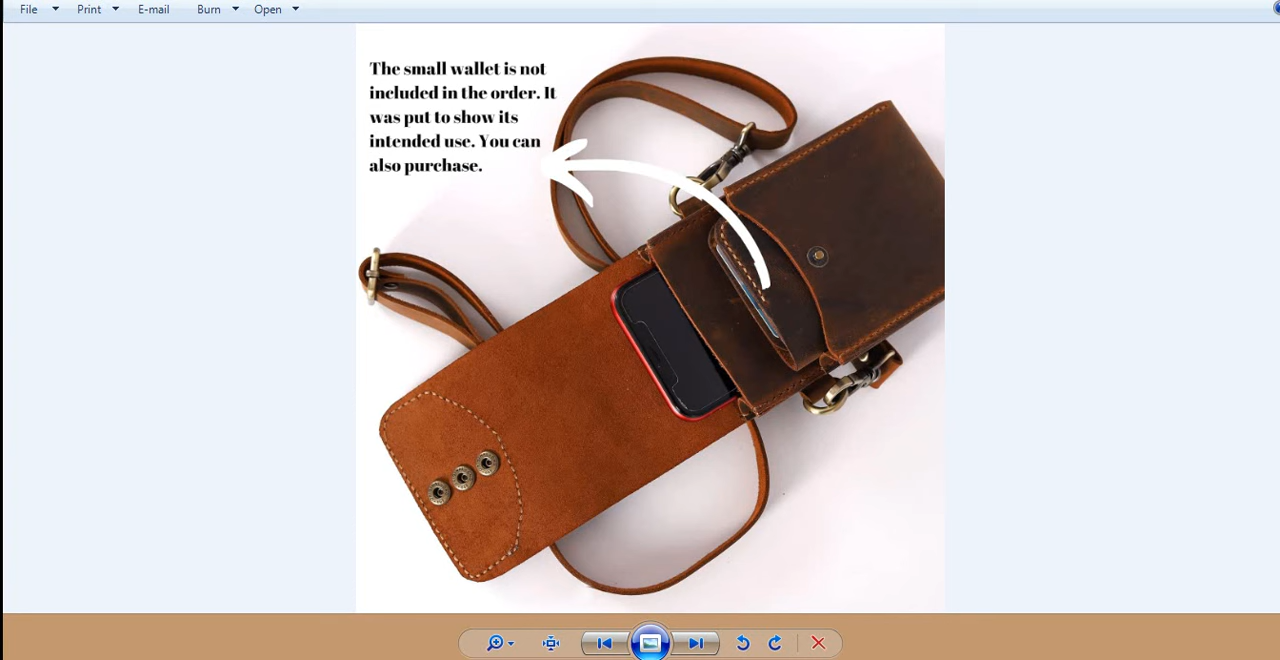 File Print E-mail Burn Open
The small wallet is not
included in the order. It
was put to show its
intended use. You can
also purchase.